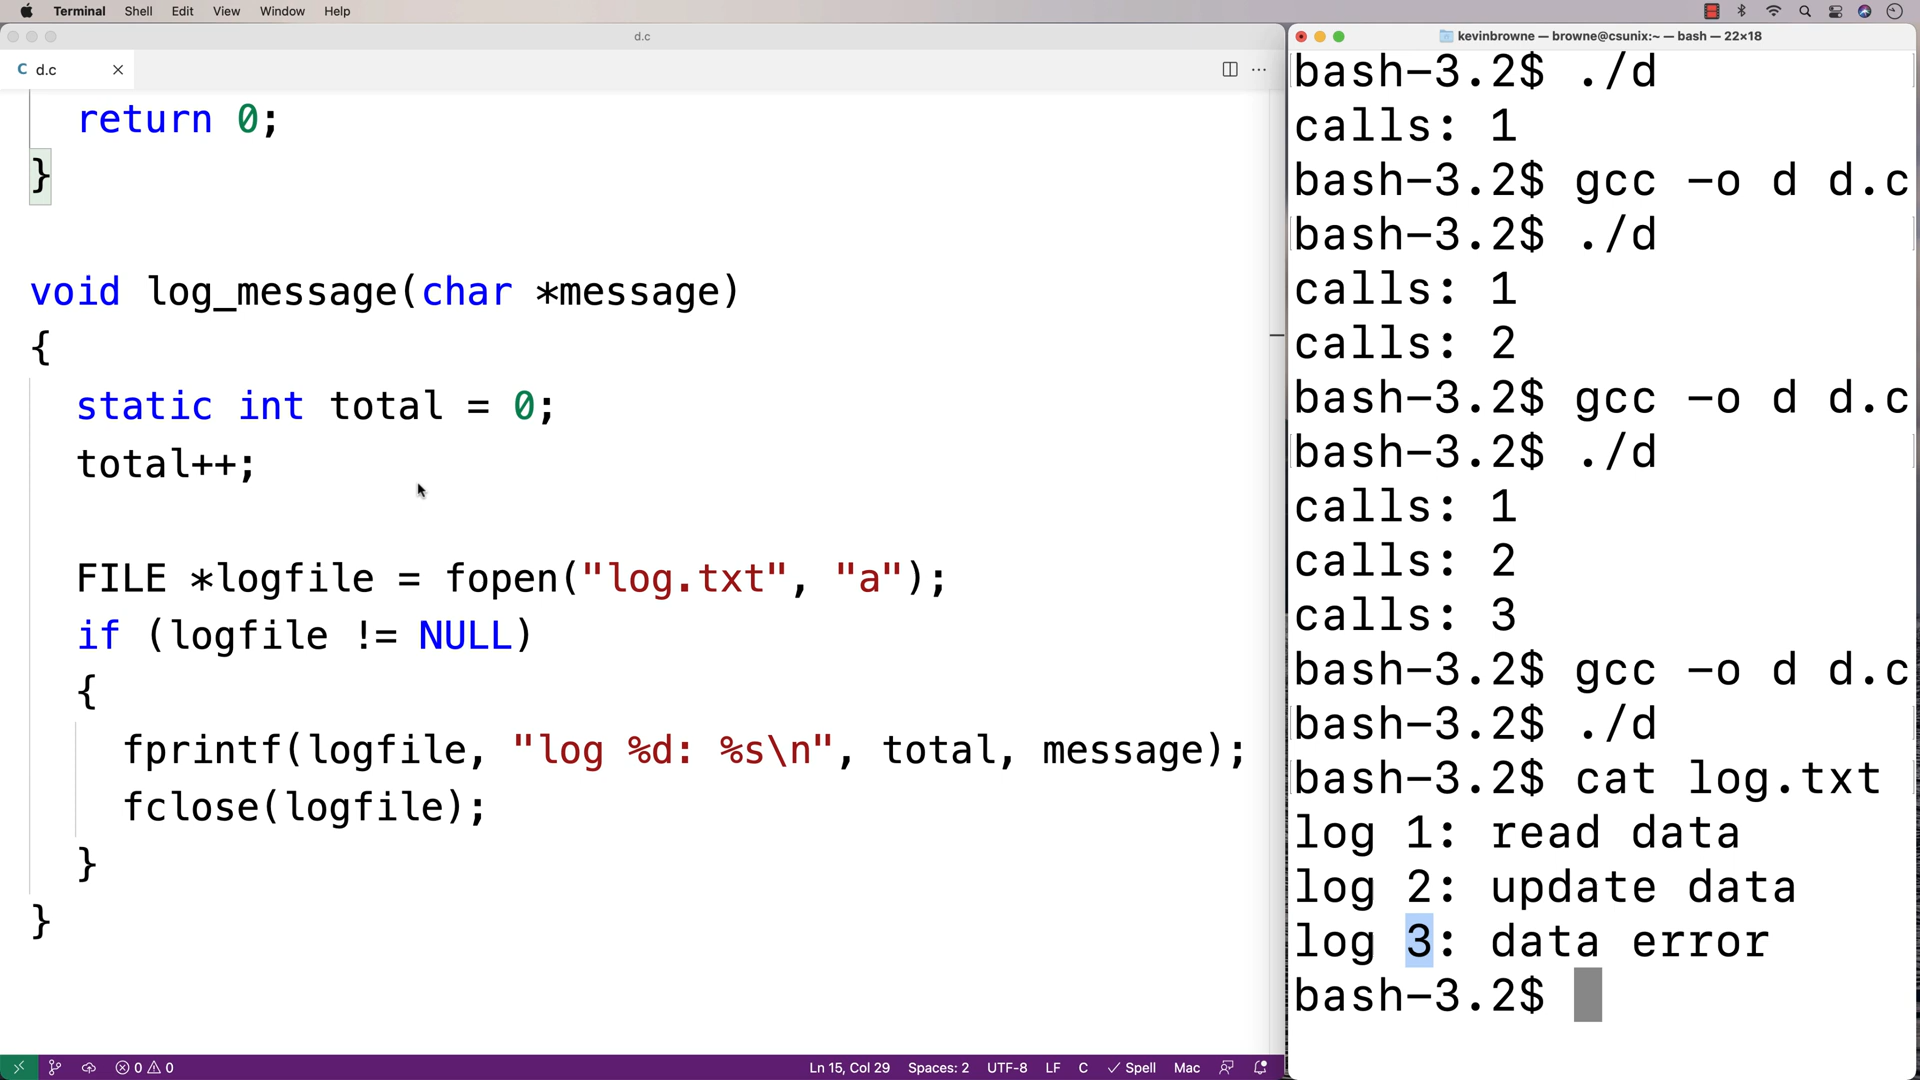 Terminal Shell Edit View Window Help
d.c
C d.c
return 0;
}
void log_message(char *message)
{
static int total = 0;
total++;
FILE *logfile = fopen("log.txt", "a");
if (logfile != NULL)
{
fprintf(logfile, "log %d: %s\n", total, message);
fclose(logfile);
}
}
0 0
Ln 15, Col 29 Spaces: 2 UTF-8 LF C Spell Mac
kevinbrowne — browne@csunix:~ — bash — 22×18
bash-3.2$ ./d
calls: 1
bash-3.2$ gcc -o d d.c
bash-3.2$ ./d
calls: 1
calls: 2
bash-3.2$ gcc -o d d.c
bash-3.2$ ./d
calls: 1
calls: 2
calls: 3
bash-3.2$ gcc -o d d.c
bash-3.2$ ./d
bash-3.2$ cat log.txt
log 1: read data
log 2: update data
log 3: data error
bash-3.2$